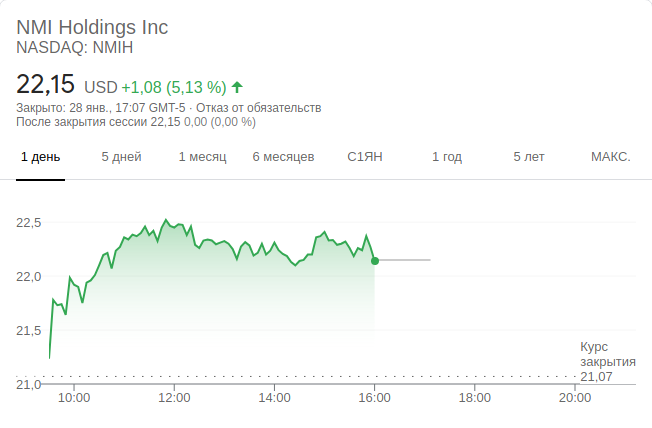 NMI Holdings Inc
NASDAQ: NMIH
22,15 USD +1,08 (5,13 %)
Закрыто: 28 янв., 17:07 GMT-5 · Отказ от обязательств
После закрытия сессии 22,15 0,00 (0,00 %)
1 день 5 дней 1 месяц 6 месяцев С1ЯН 1 год 5 лет МАКС.
22,5
22,0
21,5
Курс
закрытия
21,07
21,0
10:00 12:00 14:00 16:00 18:00 20:00